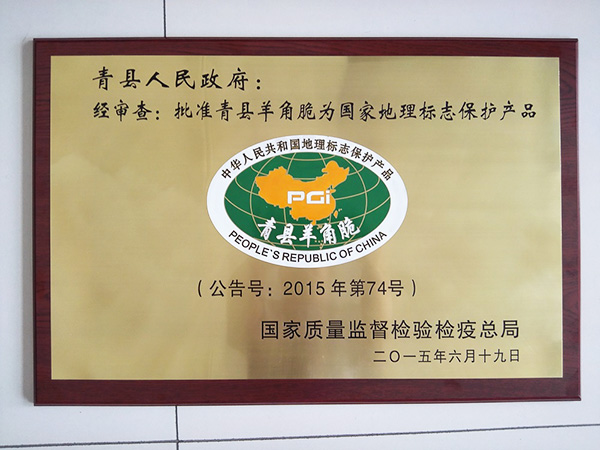 青县人民政府：
经审查：批准青县羊角脆为国家地理标志保护产品
中华人民共和国地理标志保护产品
PGI
青县羊角脆
PEOPLE'S REPUBLIC OF CHINA
（公告号：2015年第74号）
国家质量监督检验检疫总局
二〇一五年六月十九日